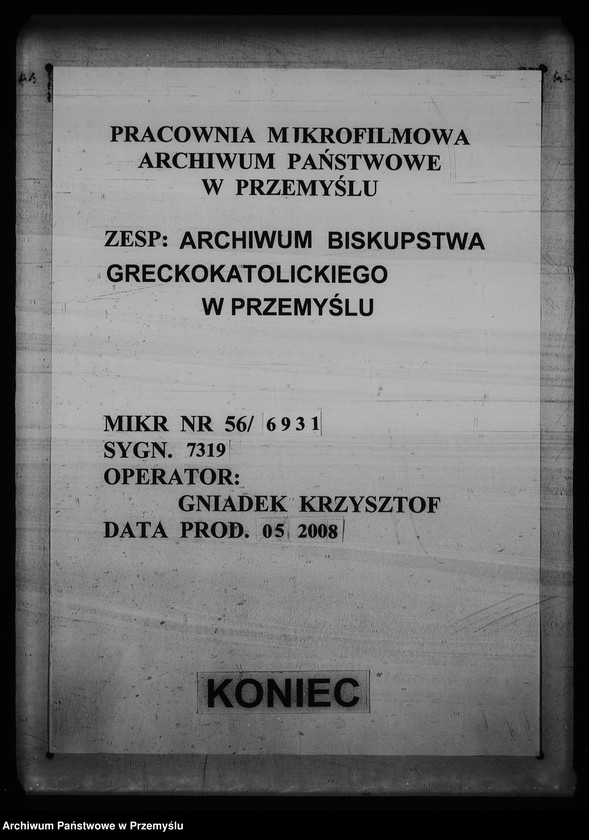 PRACOWNIA MIKROFILMOWA
ARCHIWUM PAŃSTWOWE
W PRZEMYŚLU
ZESP: ARCHIWUM BISKUPSTWA
GRECKOKATOLICKIEGO
W PRZEMYŚLU
MIKR NR 56/ 6931
SYGN. 7319
OPERATOR:
GNIADEK KRZYSZTOF
DATA PROD. 05 2008
KONIEC
Archiwum Państwowe w Przemyślu